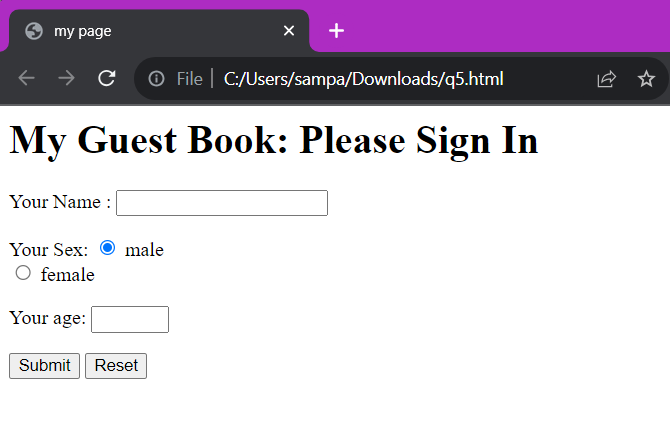 my page
File | C:/Users/sampa/Downloads/q5.html
My Guest Book: Please Sign In
Your Name :
Your Sex: male
female
Your age:
Submit Reset